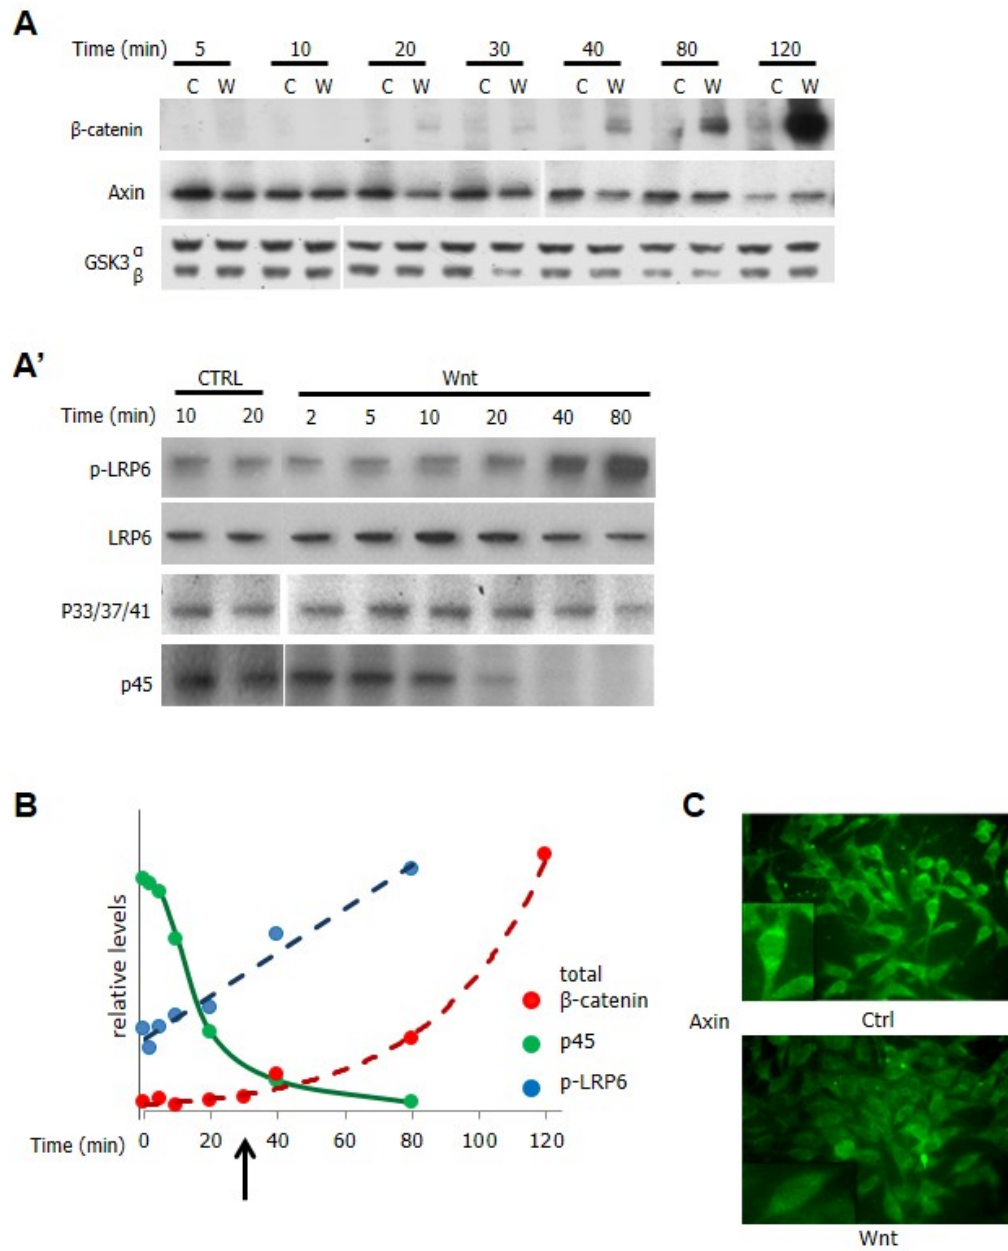 A
Time (min) 5 10 20 30 40 80 120
C W C W C W C W C W C W C W
β-catenin
Axin
GSK3 α
β
A’
CTRL Wnt
Time (min) 10 20 2 5 10 20 40 80
p-LRP6
LRP6
P33/37/41
p45
B
relative levels
total
β-catenin
p45
p-LRP6
Time (min) 0 20 40 60 80 100 120
C
Axin
Ctrl
Wnt